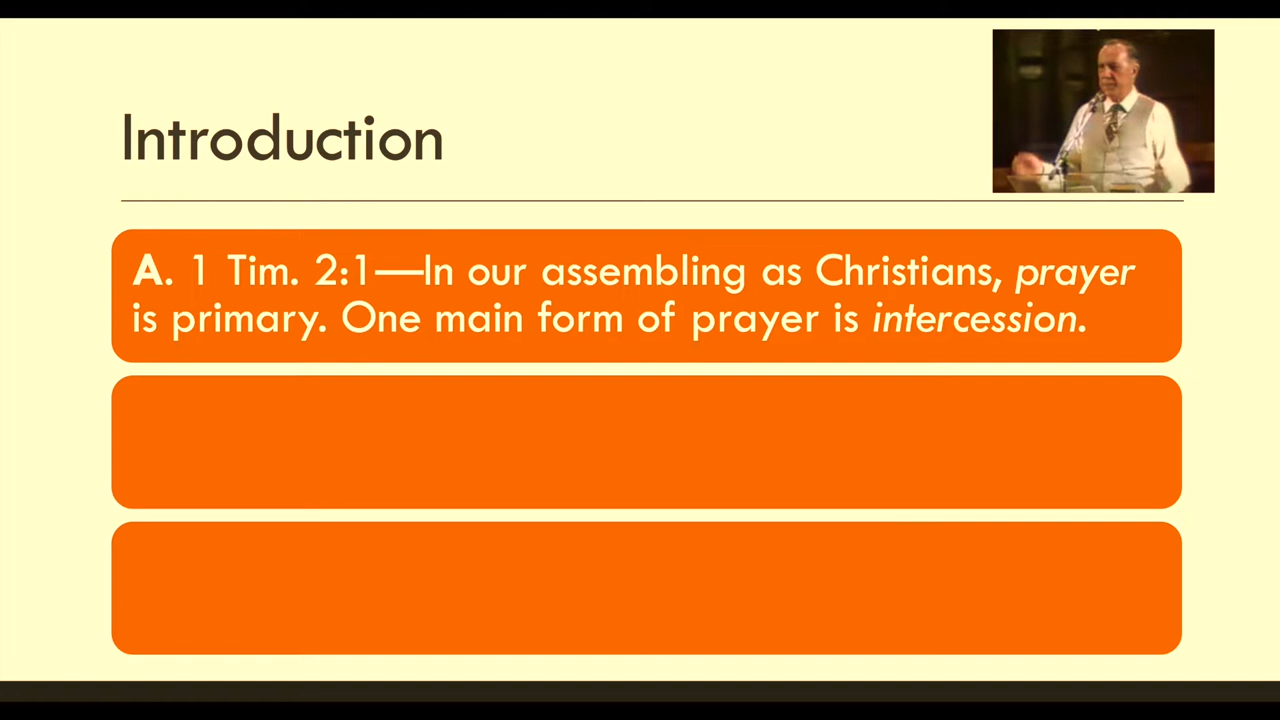 Introduction
A. 1 Tim. 2:1—In our assembling as Christians, prayer
is primary. One main form of prayer is intercession.